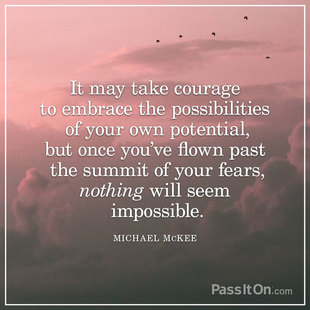 It may take courage
to embrace the possibilities
of your own potential,
but once you've flown past
the summit of your fears,
nothing will seem
impossible.
MICHAEL McKEE
PassItOn.com